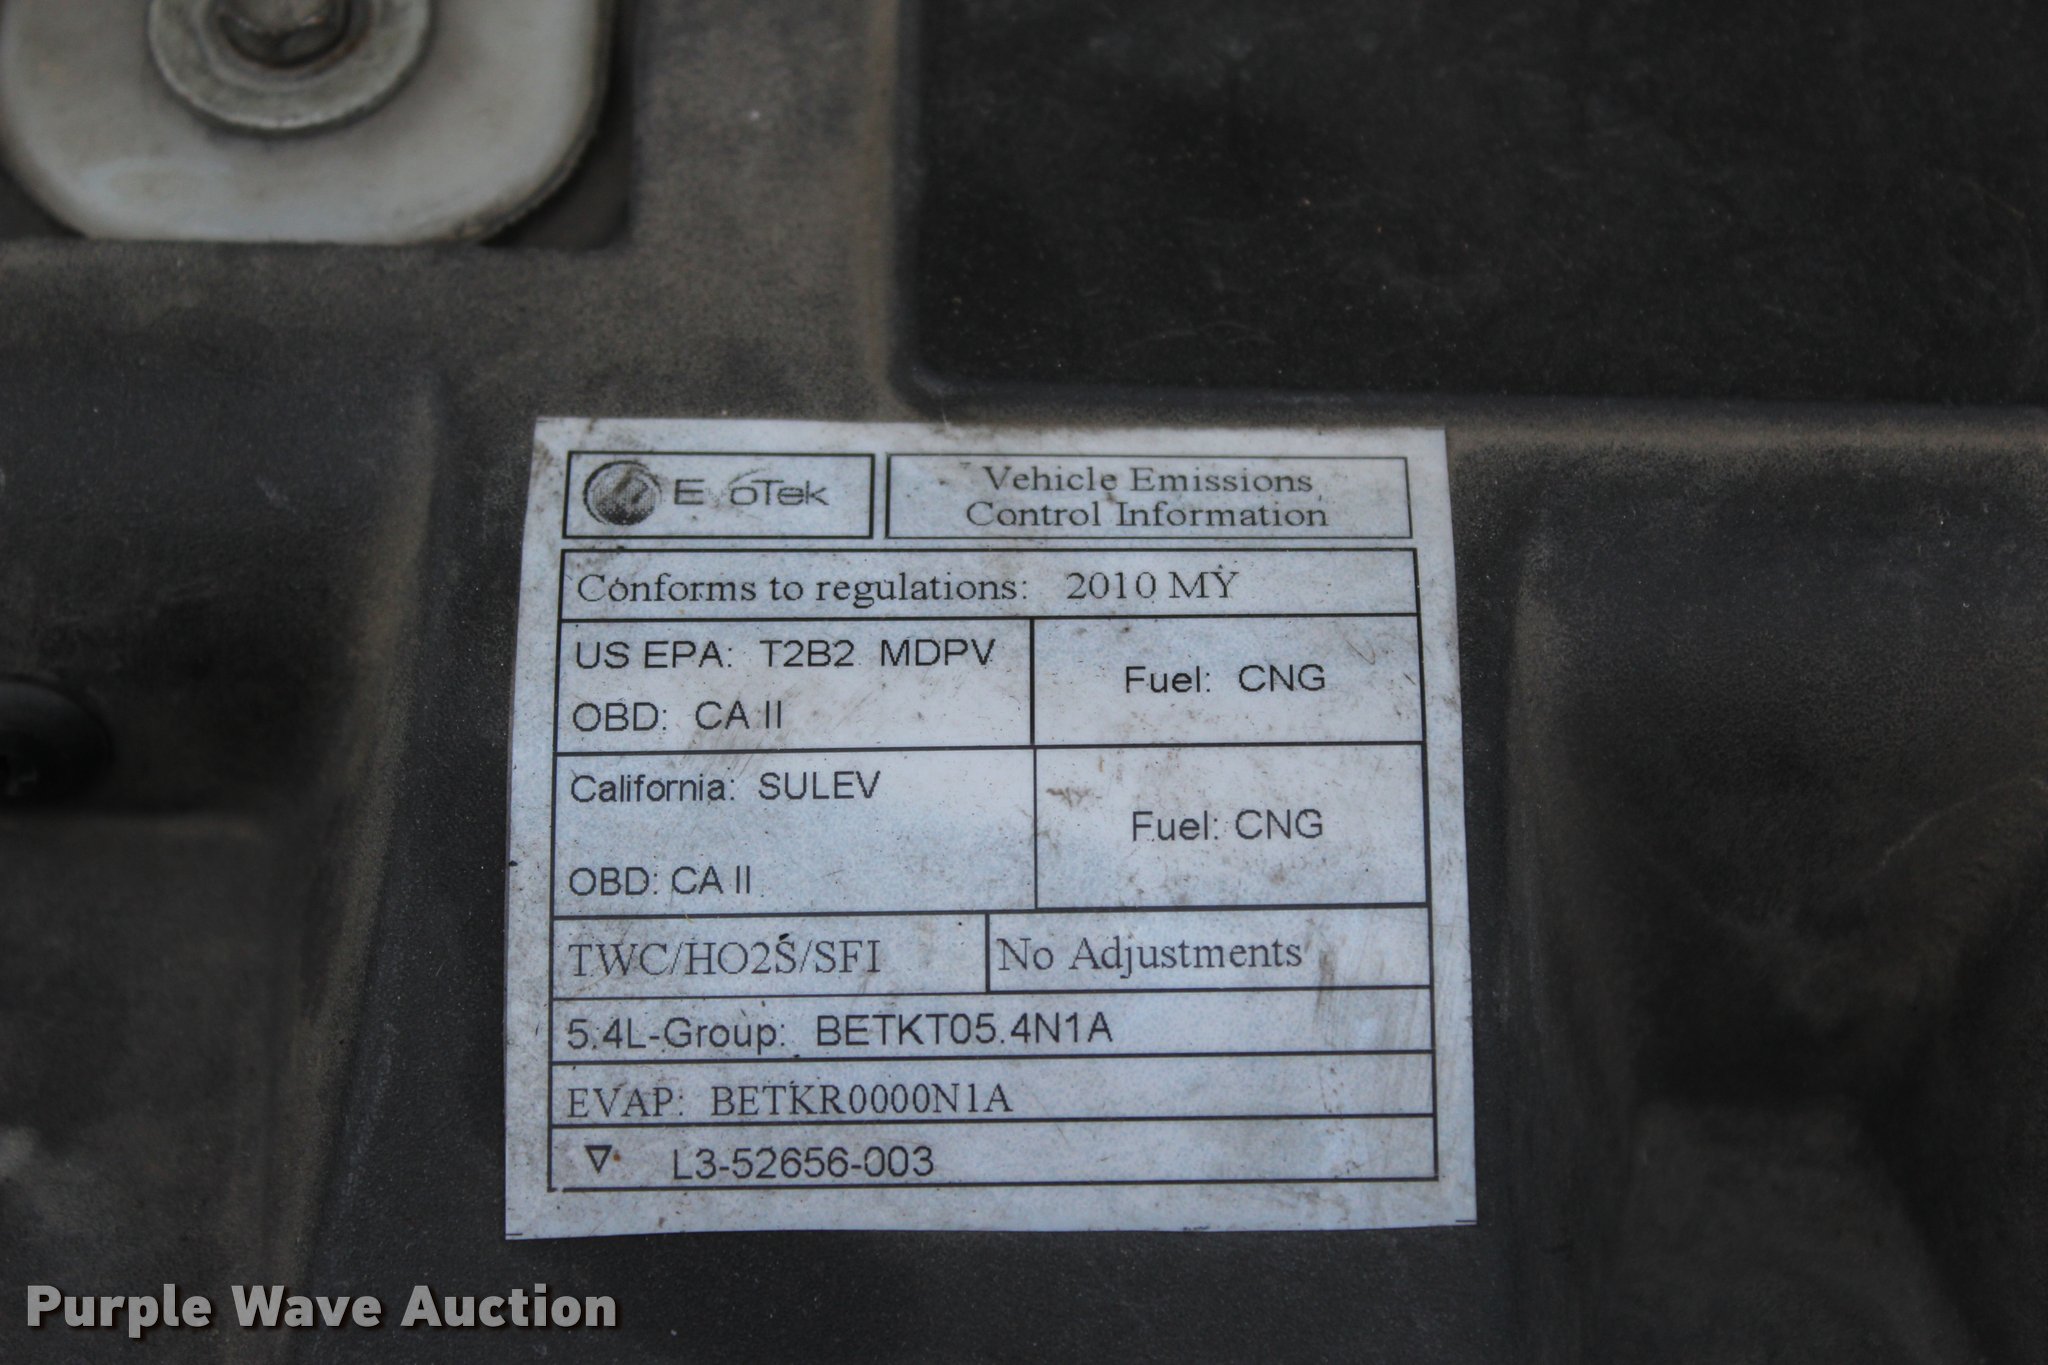 EvoTek
Vehicle Emissions
Control Information
Conforms to regulations: 2010 MY
US EPA: T2B2 MDPV
OBD: CA II
Fuel: CNG
California: SULEV
OBD: CA II
Fuel: CNG
TWC/HO2S/SFI
No Adjustments
5.4L-Group: BETKT05.4N1A
EVAP: BETKR0000N1A
▽ L3-52656-003
Purple Wave Auction